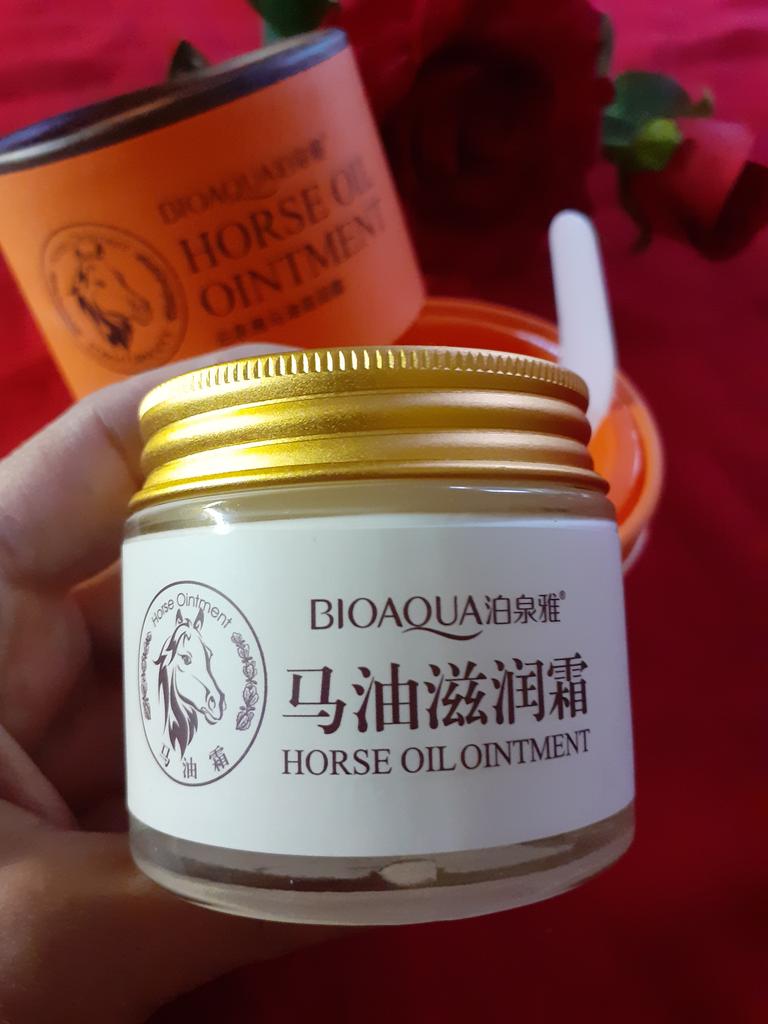 BIOAQUA
HORSE OIL
OINTMENT
Horse Ointment
马油霜
BIOAQUA泊泉雅®
马油滋润霜
HORSE OIL OINTMENT